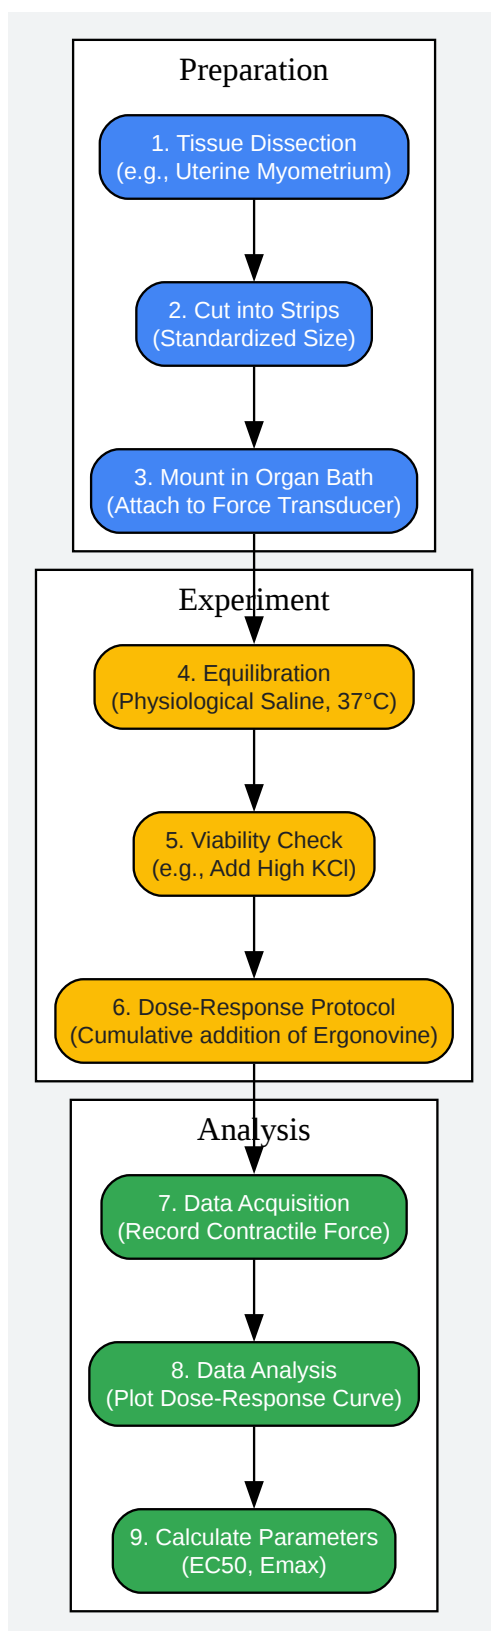 Preparation
1. Tissue Dissection
(e.g., Uterine Myometrium)
2. Cut into Strips
(Standardized Size)
3. Mount in Organ Bath
(Attach to Force Transducer)
Experiment
4. Equilibration
(Physiological Saline, 37°C)
5. Viability Check
(e.g., Add High KCl)
6. Dose-Response Protocol
(Cumulative addition of Ergonovine)
Analysis
7. Data Acquisition
(Record Contractile Force)
8. Data Analysis
(Plot Dose-Response Curve)
9. Calculate Parameters
(EC50, Emax)